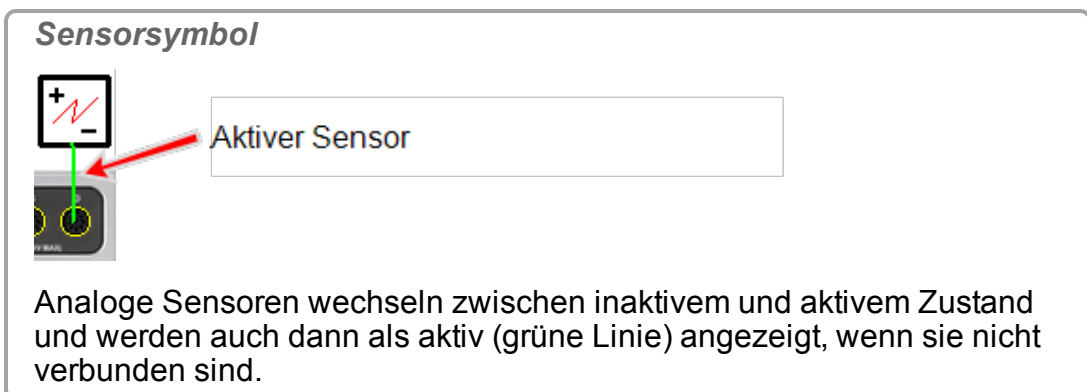 Sensorsymbol
Aktiver Sensor
Analoge Sensoren wechseln zwischen inaktivem und aktivem Zustand
und werden auch dann als aktiv (grüne Linie) angezeigt, wenn sie nicht
verbunden sind.